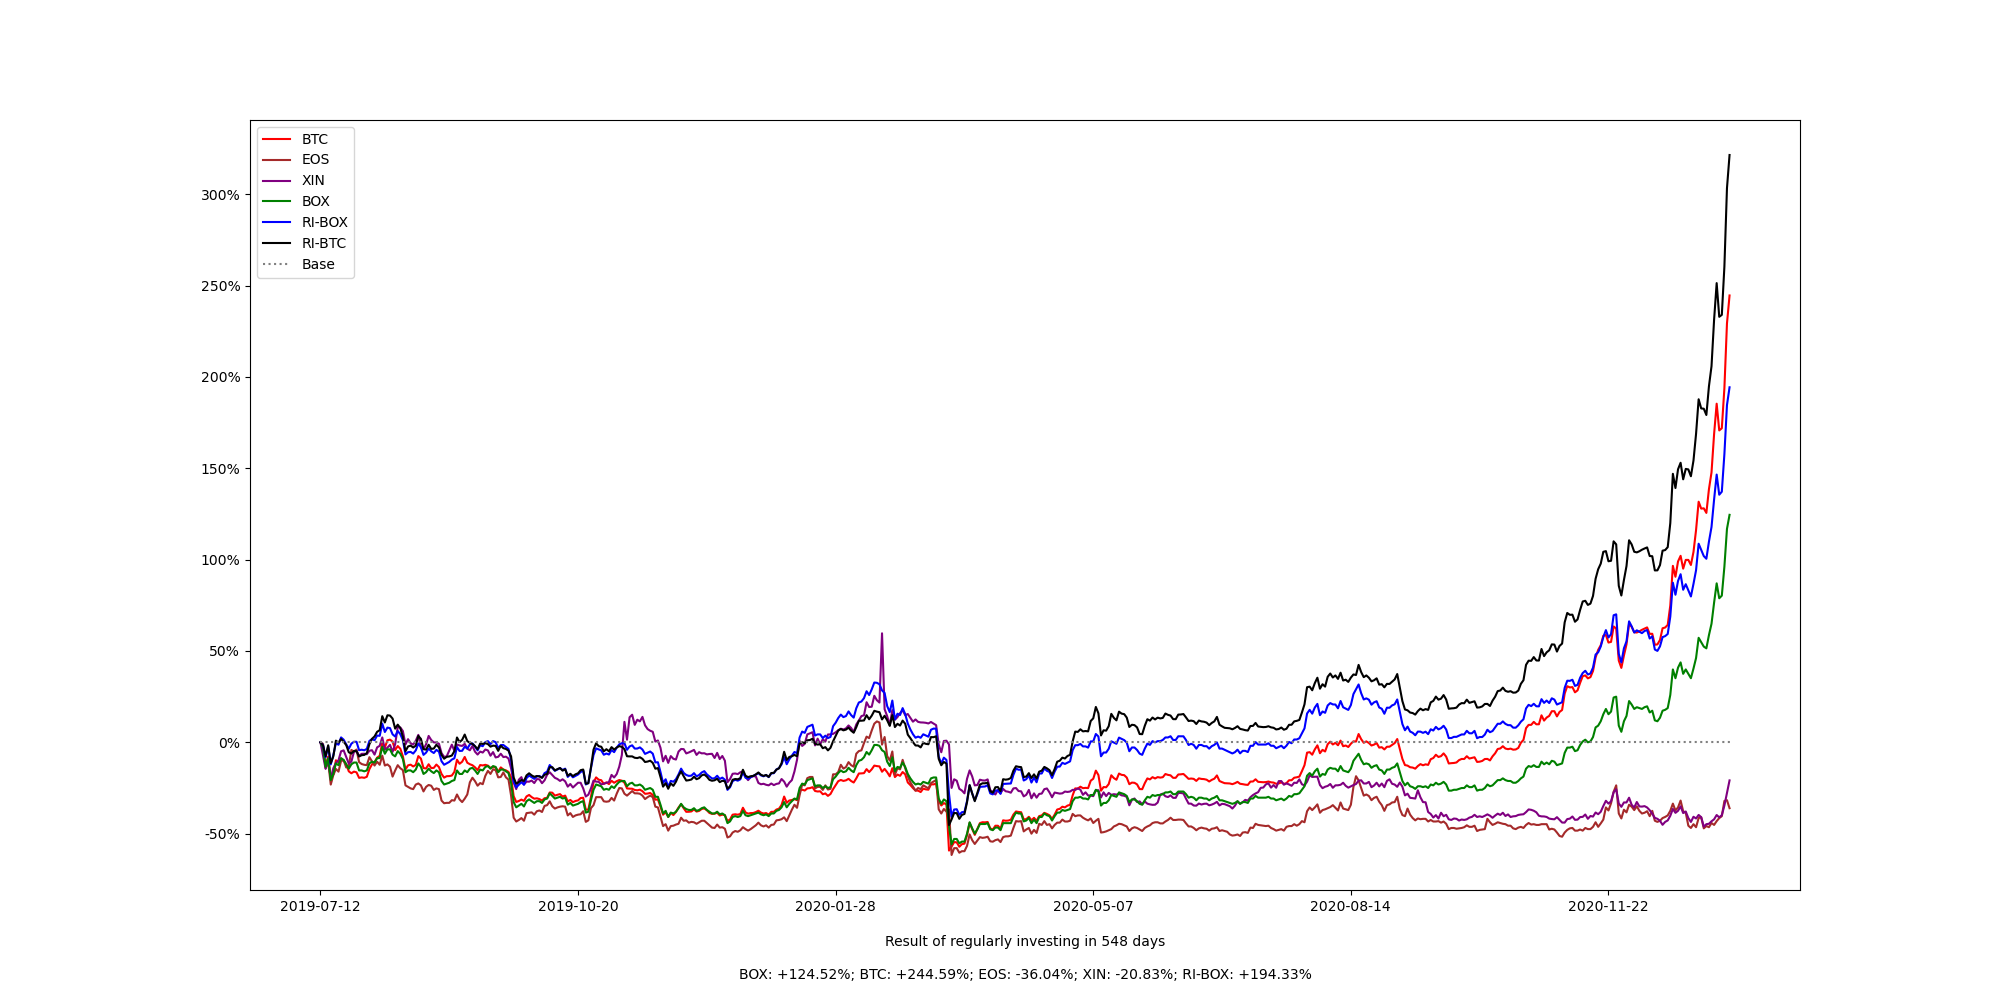 BTC
EOS
XIN
BOX
RI-BOX
RI-BTC
Base
300%
250%
200%
150%
100%
50%
0%
-50%
2019-07-12 2019-10-20 2020-01-28 2020-05-07 2020-08-14 2020-11-22
Result of regularly investing in 548 days
BOX: +124.52%; BTC: +244.59%; EOS: -36.04%; XIN: -20.83%; RI-BOX: +194.33%